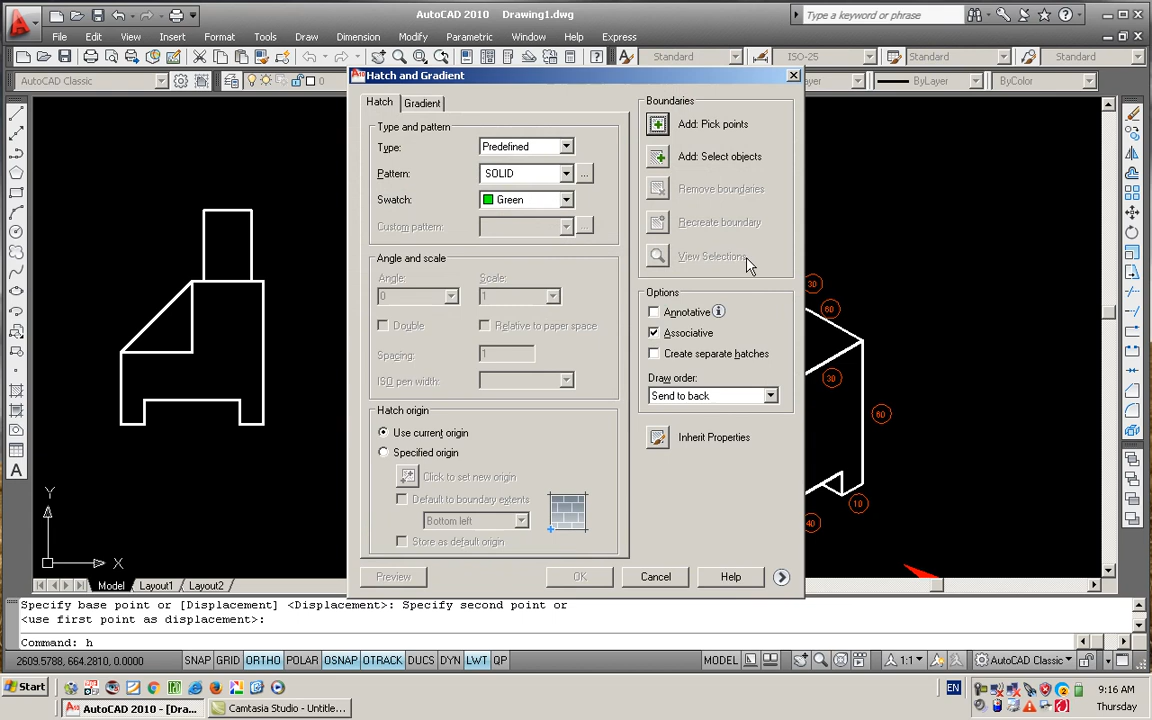 AutoCAD 2010 Drawing1.dwg
Type a keyword or phrase
File Edit View Insert Format Tools Draw Dimension Modify Parametric Window Help Express
Standard ISO-25 Standard Standard
AutoCAD Classic 0 ByLayer ByColor
Hatch and Gradient
Hatch Gradient
Type and pattern
Type: Predefined
Pattern: SOLID ...
Swatch: Green
Custom pattern: ...
Angle and scale
Angle: Scale:
0 1
Double Relative to paper space
Spacing: 1
ISO pen width:
Hatch origin
Use current origin
Specified origin
Click to set new origin
Default to boundary extents
Bottom left
Store as default origin
Boundaries
Add: Pick points
Add: Select objects
Remove boundaries
Recreate boundary
View Selections
Options
Annotative
Associative
Create separate hatches
Draw order:
Send to back
Inherit Properties
Preview OK Cancel Help
30
60
30
60
10
40
Y
X
Model Layout1 Layout2
Specify base point or [Displacement] <Displacement>: Specify second point or
<use first point as displacement>:
Command: h
2609.5788, 664.2810, 0.0000 SNAP GRID ORTHO POLAR OSNAP OTRACK DUCS DYN LWT QP MODEL 1:1 AutoCAD Classic
Start EN 9:16 AM
AutoCAD 2010 - [Dra... Camtasia Studio - Untitle... Thursday